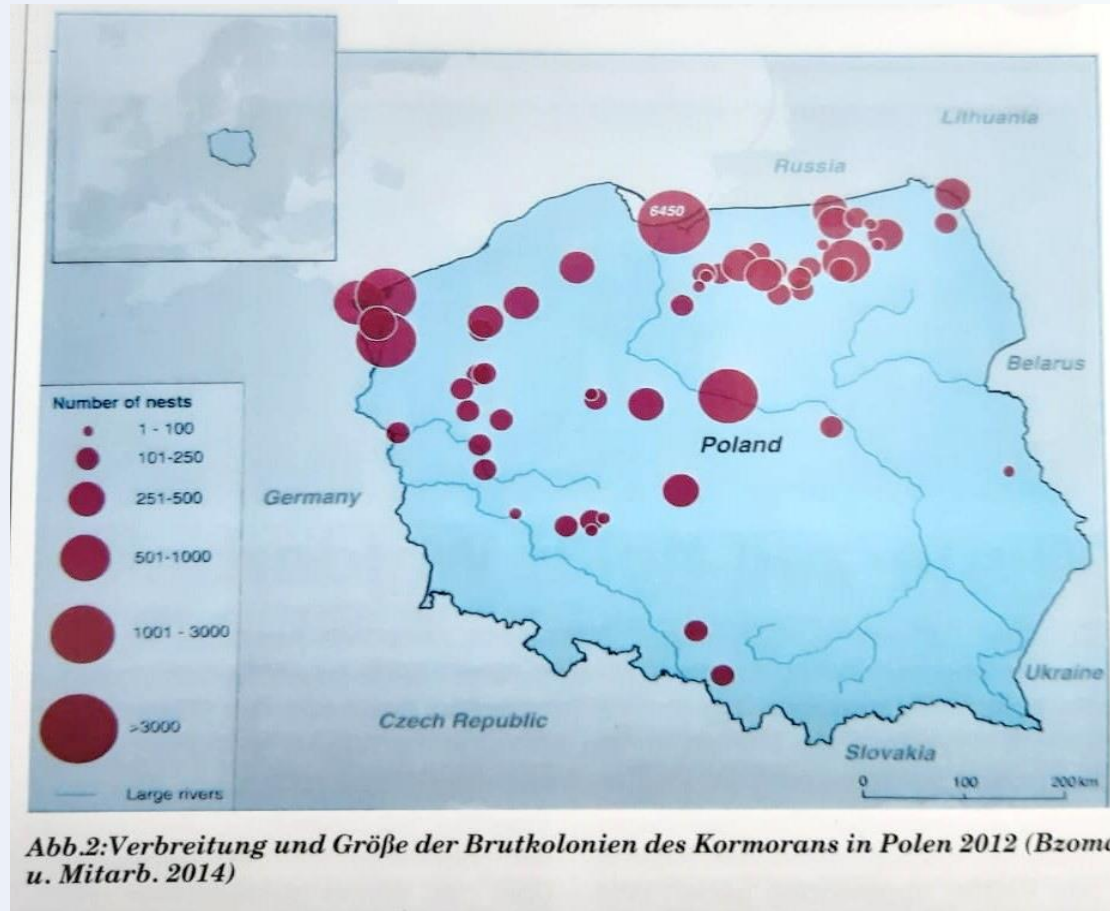 Lithuania
Russia
6450
Belarus
Number of nests
1 - 100
101-250
251-500
501-1000
1001 - 3000
>3000
Large rivers
Germany
Poland
Ukraine
Czech Republic
Slovakia
0 100 200 km
Abb.2:Verbreitung und Größe der Brutkolonien des Kormorans in Polen 2012 (Bzom
u. Mitarb. 2014)